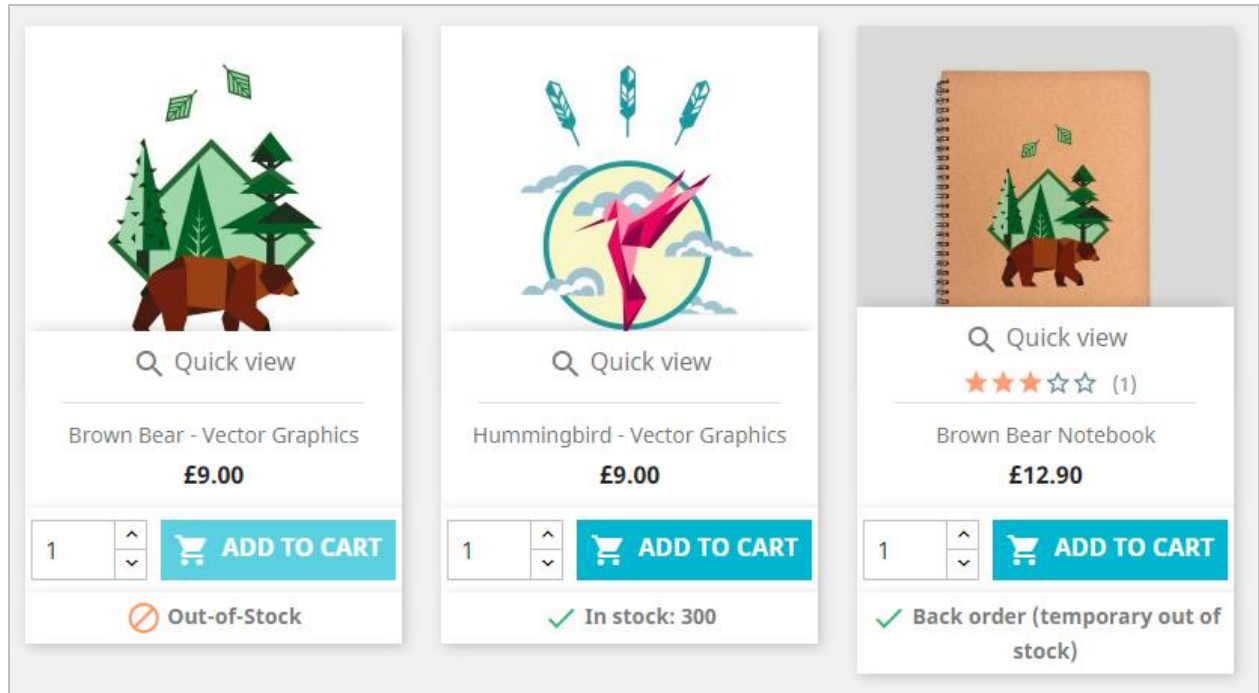 Quick view
Brown Bear - Vector Graphics
£9.00
1
ADD TO CART
Out-of-Stock
Quick view
Hummingbird - Vector Graphics
£9.00
1
ADD TO CART
In stock: 300
Quick view
(1)
Brown Bear Notebook
£12.90
1
ADD TO CART
Back order (temporary out of
stock)